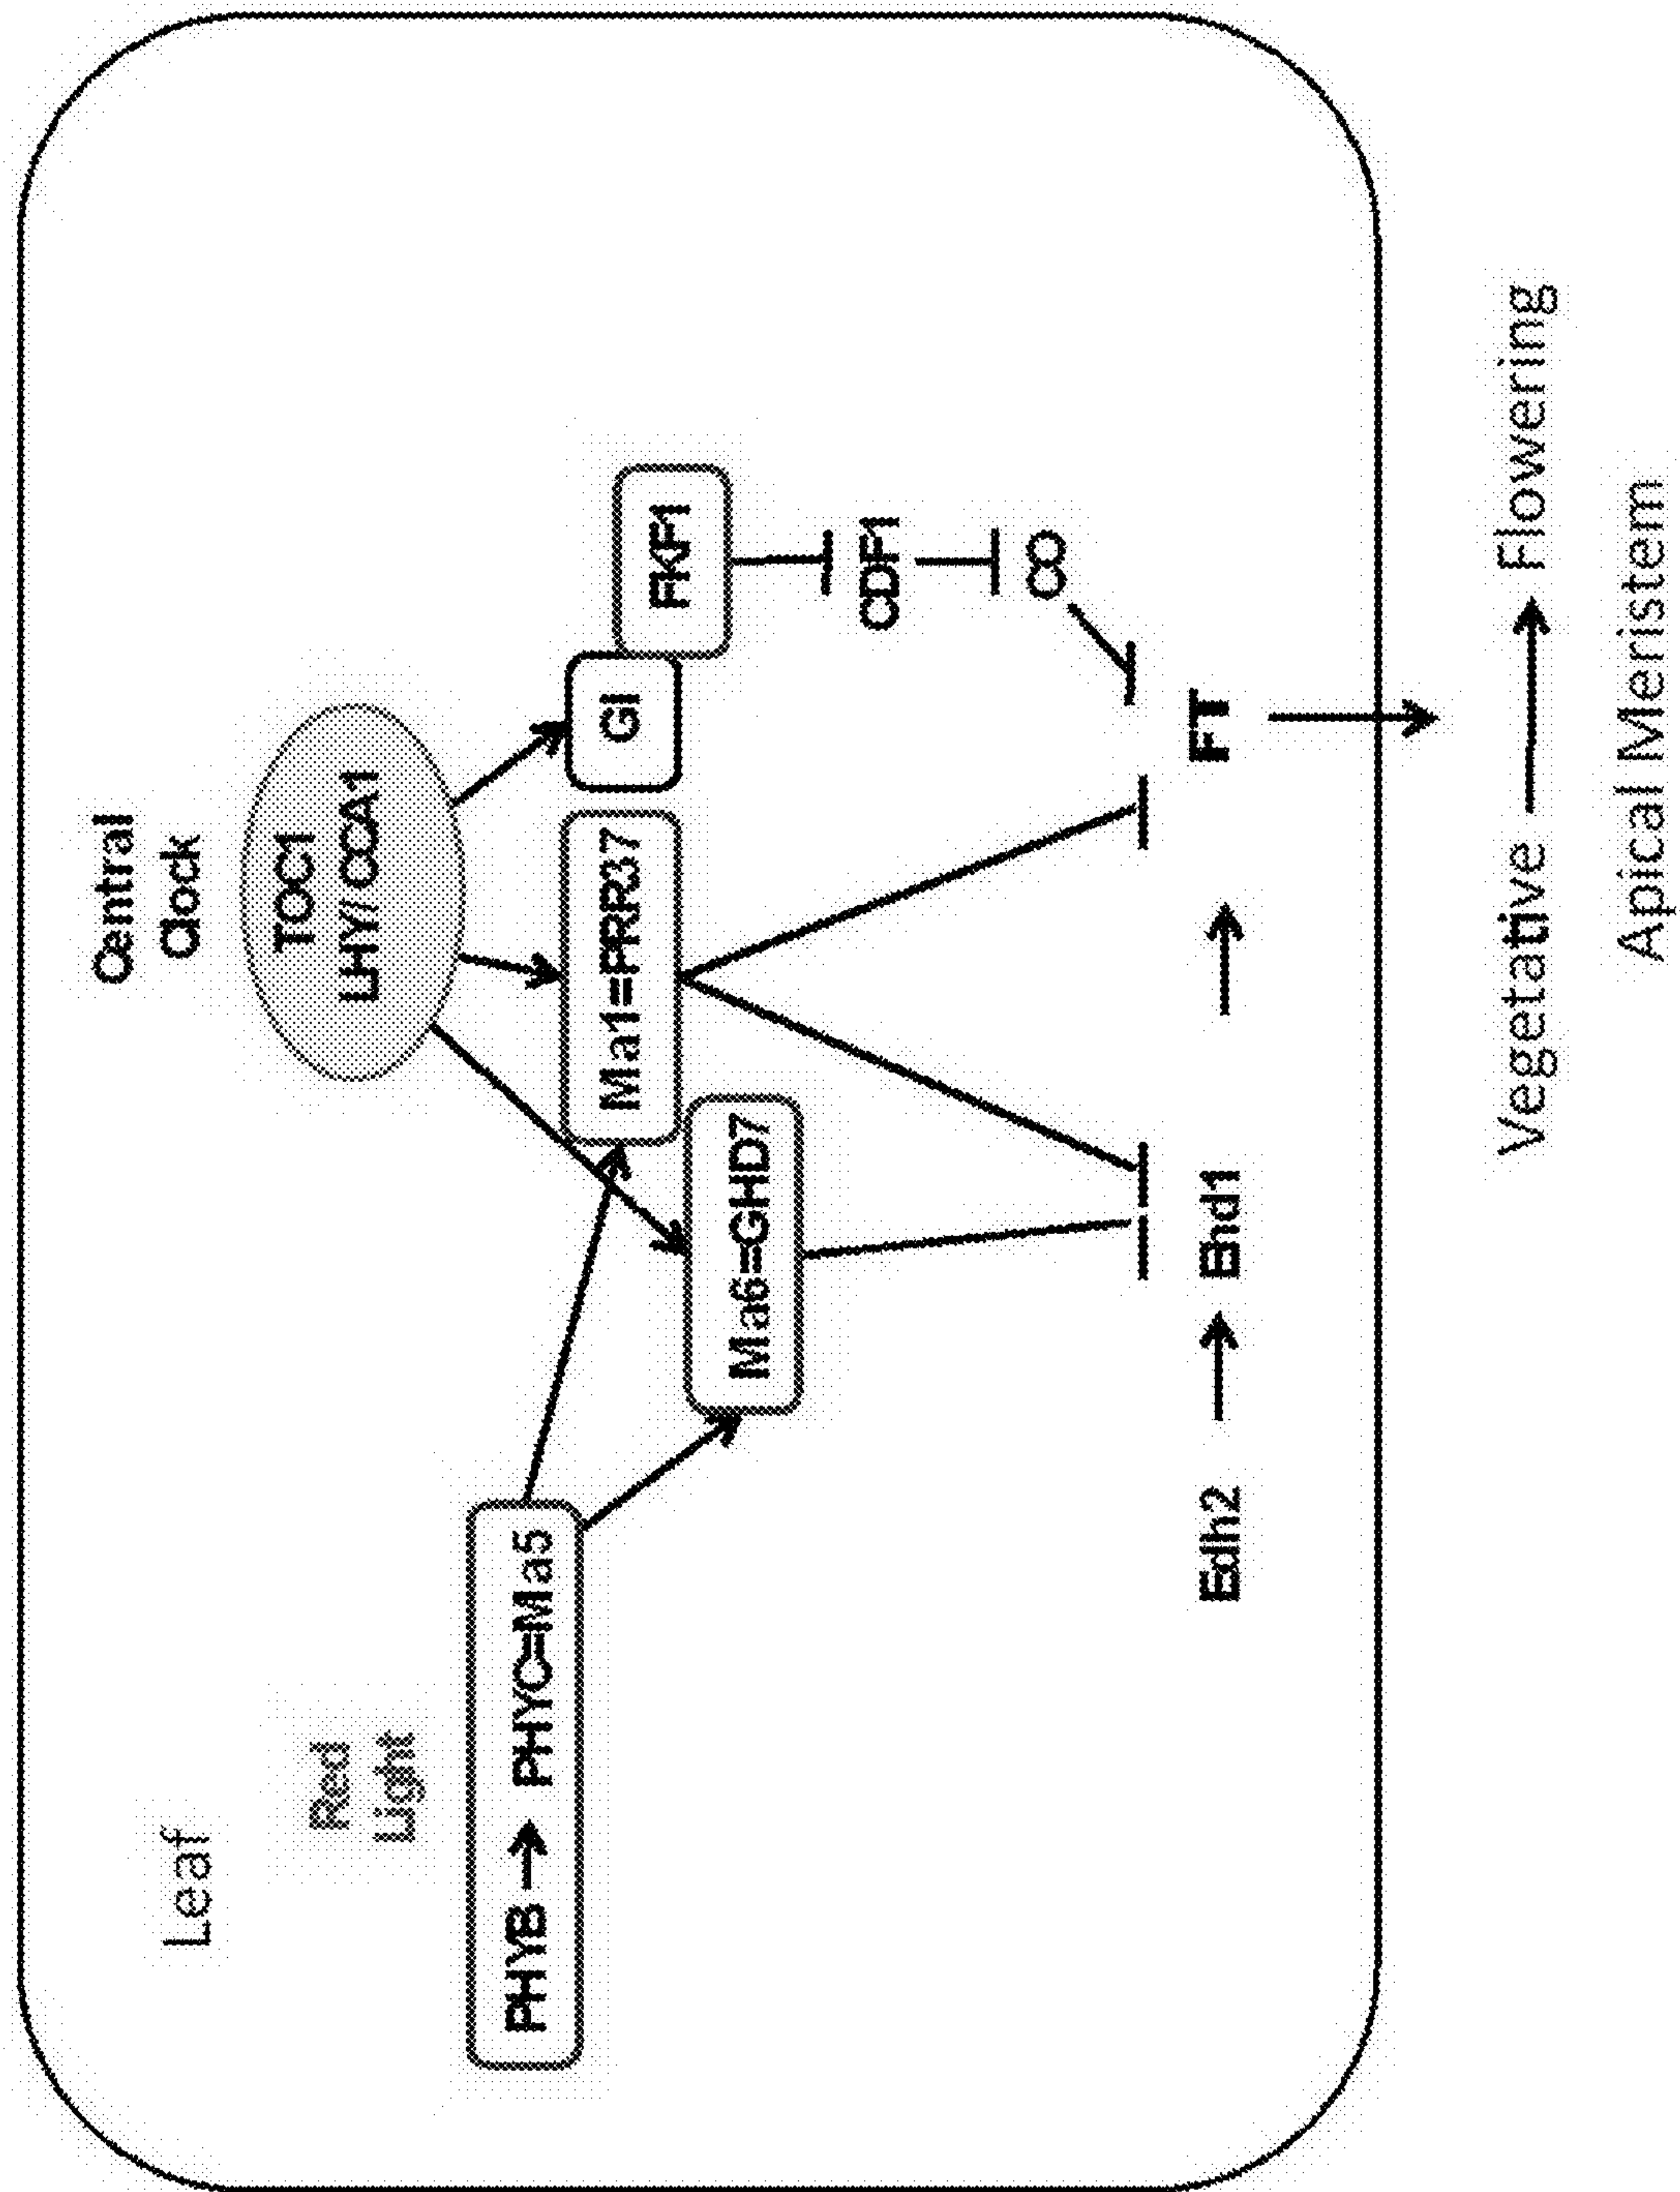 Leaf
Central
Clock
Red
Light
TOC1
LHY/ CCA1
PHYB → PHYC=Ma5
Ma1=PRR37
GI
FKF1
Ma6=GHD7
CDF1
CO
Edh2 → Ehd1 → FT
Vegetative → Flowering
Apical Meristem